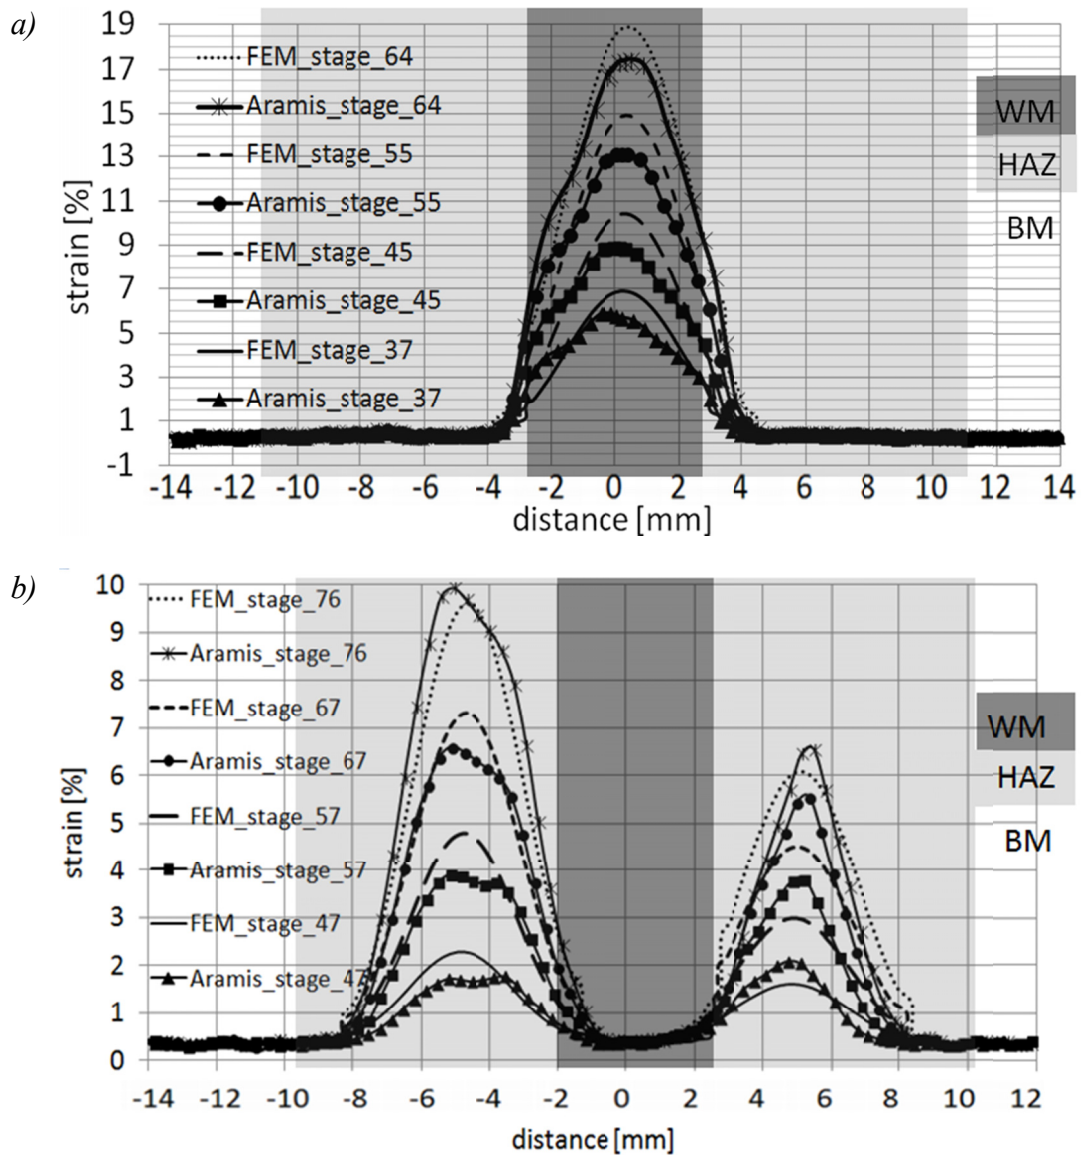 a)
19
17
15
13
11
9
7
5
3
1
-1
strain [%]
FEM_stage_64
Aramis_stage_64
FEM_stage_55
Aramis_stage_55
FEM_stage_45
Aramis_stage_45
FEM_stage_37
Aramis_stage_37
WM
HAZ
BM
-14 -12 -10 -8 -6 -4 -2 0 2 4 6 8 10 12 14
distance [mm]
b)
10
9
8
7
6
5
4
3
2
1
0
strain [%]
FEM_stage_76
Aramis_stage_76
FEM_stage_67
Aramis_stage_67
FEM_stage_57
Aramis_stage_57
FEM_stage_47
Aramis_stage_47
WM
HAZ
BM
-14 -12 -10 -8 -6 -4 -2 0 2 4 6 8 10 12
distance [mm]